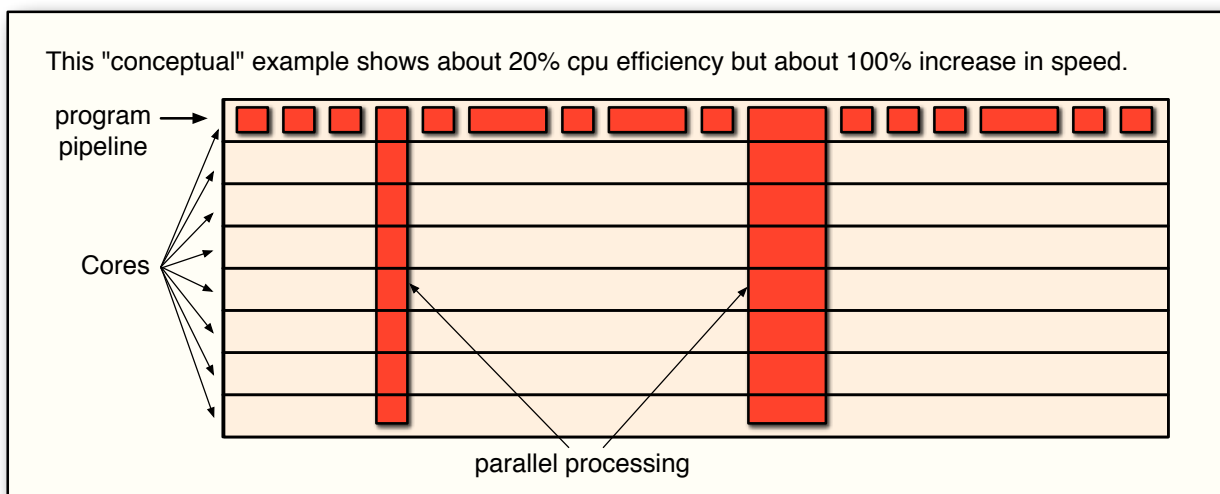 This "conceptual" example shows about 20% cpu efficiency but about 100% increase in speed.
program
pipeline
Cores
parallel processing